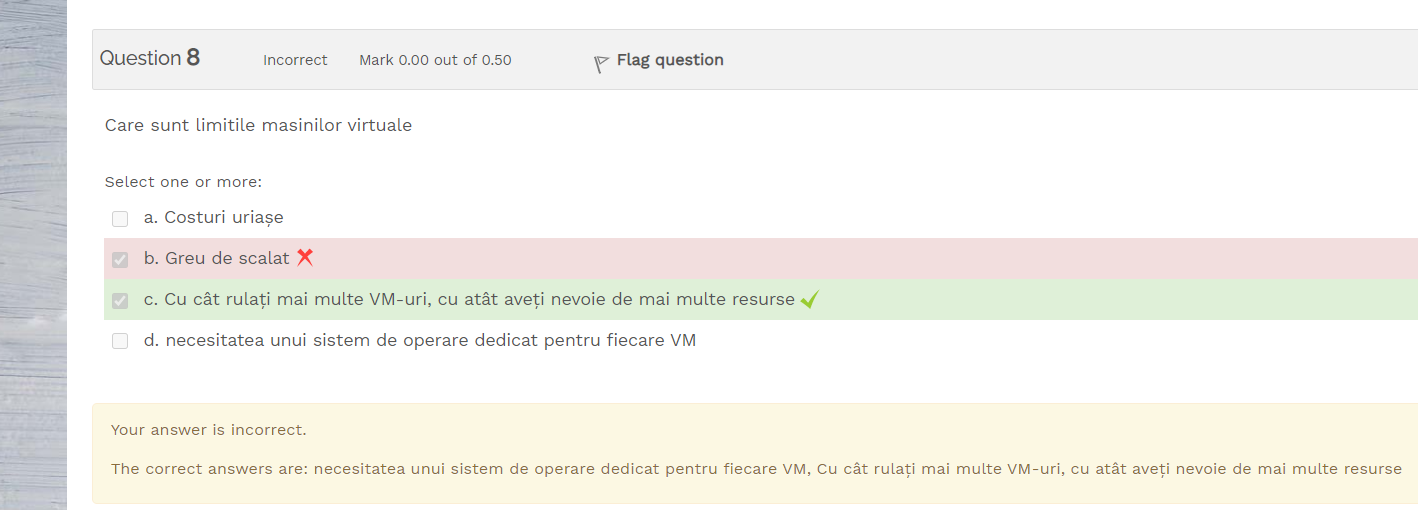 Question 8 Incorrect Mark 0.00 out of 0.50 Flag question
Care sunt limitile masinilor virtuale
Select one or more:
a. Costuri uriașe
b. Greu de scalat
c. Cu cât rulați mai multe VM-uri, cu atât aveți nevoie de mai multe resurse
d. necesitatea unui sistem de operare dedicat pentru fiecare VM
Your answer is incorrect.
The correct answers are: necesitatea unui sistem de operare dedicat pentru fiecare VM, Cu cât rulați mai multe VM-uri, cu atât aveți nevoie de mai multe resurse